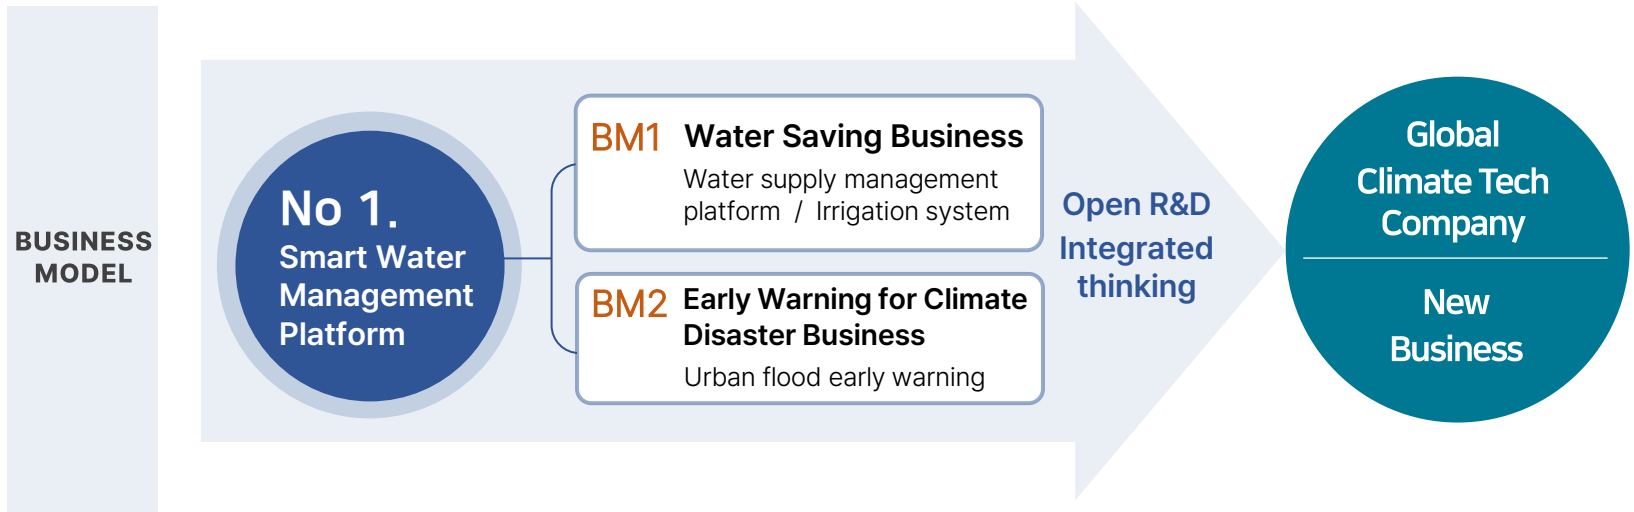 BUSINESS
MODEL
No 1.
Smart Water
Management
Platform
BM1 Water Saving Business
Water supply management
platform / Irrigation system
BM2 Early Warning for Climate
Disaster Business
Urban flood early warning
Open R&D
Integrated
thinking
Global
Climate Tech
Company
New
Business